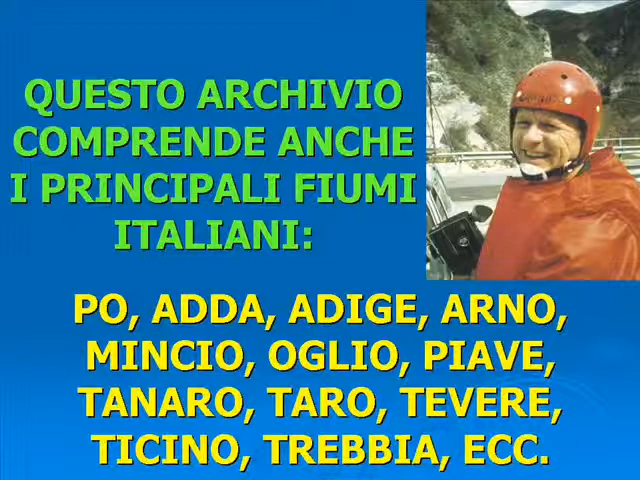 QUESTO ARCHIVIO
COMPRENDE ANCHE
I PRINCIPALI FIUMI
ITALIANI:
PO, ADDA, ADIGE, ARNO,
MINCIO, OGLIO, PIAVE,
TANARO, TARO, TEVERE,
TICINO, TREBBIA, ECC.